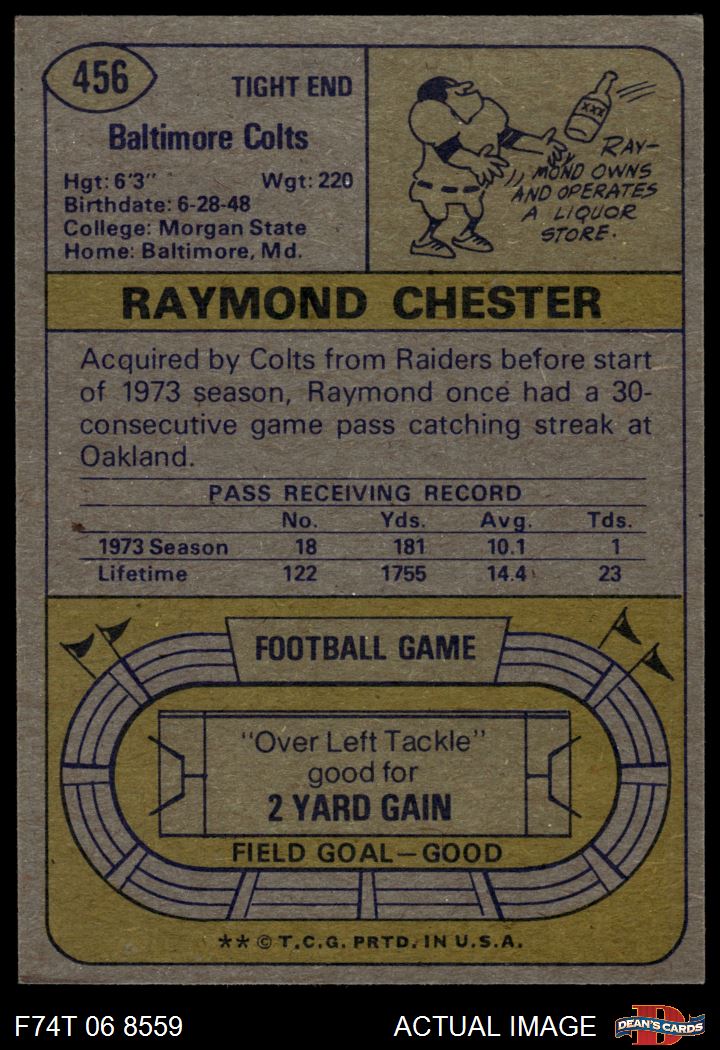 456
TIGHT END
Baltimore Colts
Hgt: 6'3" Wgt: 220
Birthdate: 6-28-48
College: Morgan State
Home: Baltimore, Md.
XXX
RAY-
MOND OWNS
AND OPERATES
A LIQUOR
STORE.
RAYMOND CHESTER
Acquired by Colts from Raiders before start
of 1973 season, Raymond once had a 30-
consecutive game pass catching streak at
Oakland.
PASS RECEIVING RECORD
No. Yds. Avg. Tds.
1973 Season 18 181 10.1 1
Lifetime 122 1755 14.4 23
FOOTBALL GAME
"Over Left Tackle"
good for
2 YARD GAIN
FIELD GOAL—GOOD
** © T.C.G. PRTD. IN U.S.A.
F74T 06 8559 ACTUAL IMAGE
D
DEAN'S CARDS